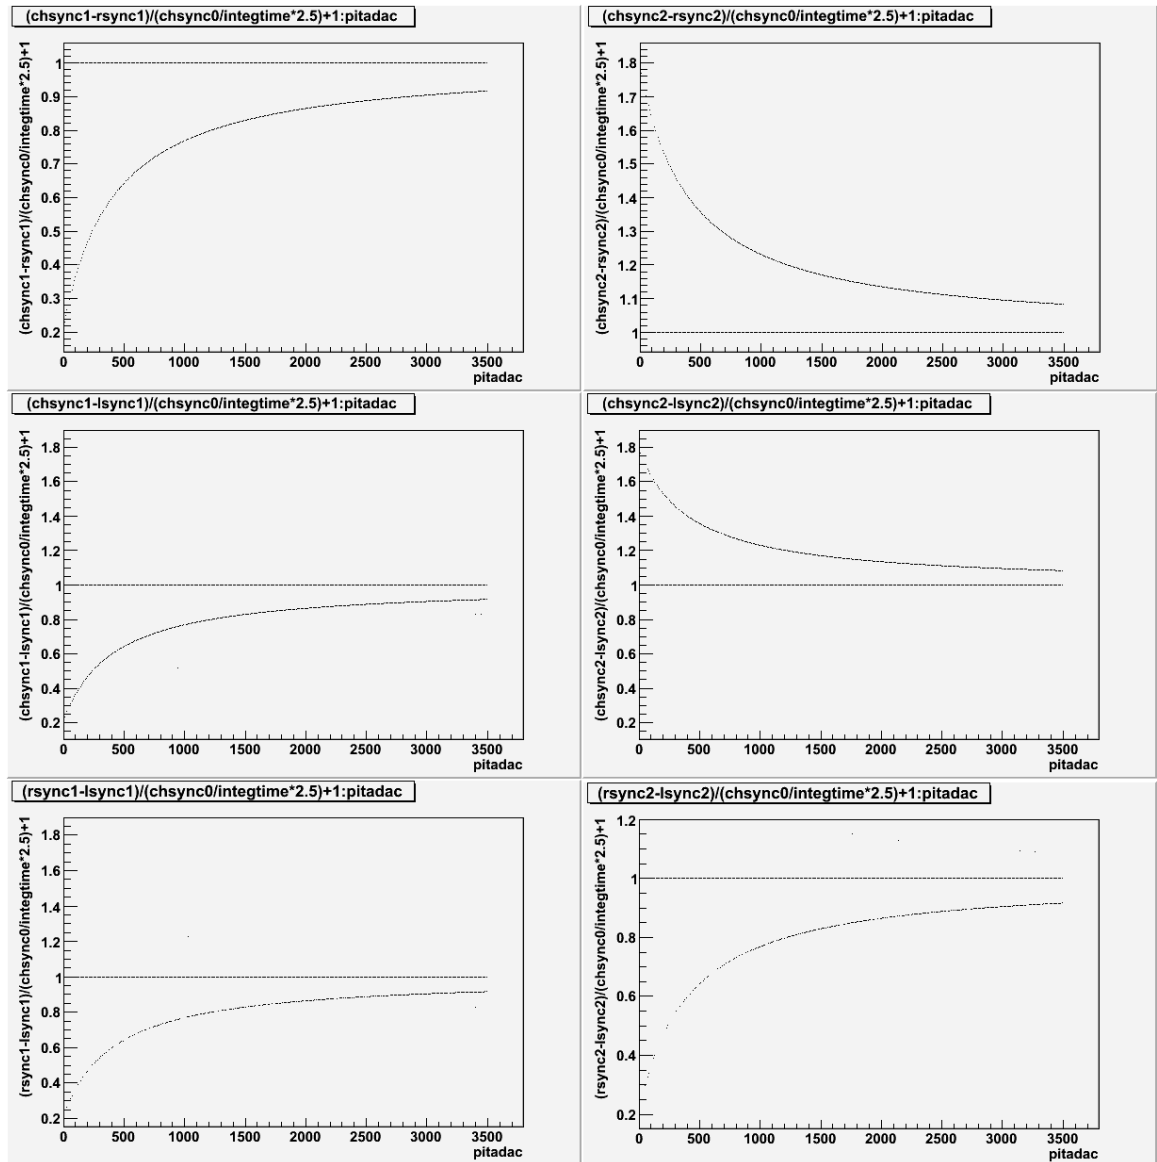 (chsync1-rsync1)/(chsync0/integtime*2.5)+1:pitadac
(chsync1-rsync1)/(chsync0/integtime*2.5)+1
1
0.9
0.8
0.7
0.6
0.5
0.4
0.3
0.2
0 500 1000 1500 2000 2500 3000 3500
pitadac
(chsync2-rsync2)/(chsync0/integtime*2.5)+1:pitadac
(chsync2-rsync2)/(chsync0/integtime*2.5)+1
1.8
1.7
1.6
1.5
1.4
1.3
1.2
1.1
1
0 500 1000 1500 2000 2500 3000 3500
pitadac
(chsync1-lsync1)/(chsync0/integtime*2.5)+1:pitadac
(chsync1-lsync1)/(chsync0/integtime*2.5)+1
1.8
1.6
1.4
1.2
1
0.8
0.6
0.4
0.2
0 500 1000 1500 2000 2500 3000 3500
pitadac
(chsync2-lsync2)/(chsync0/integtime*2.5)+1:pitadac
(chsync2-lsync2)/(chsync0/integtime*2.5)+1
1.8
1.6
1.4
1.2
1
0.8
0.6
0.4
0.2
0 500 1000 1500 2000 2500 3000 3500
pitadac
(rsync1-lsync1)/(chsync0/integtime*2.5)+1:pitadac
(rsync1-lsync1)/(chsync0/integtime*2.5)+1
1.8
1.6
1.4
1.2
1
0.8
0.6
0.4
0.2
0 500 1000 1500 2000 2500 3000 3500
pitadac
(rsync2-lsync2)/(chsync0/integtime*2.5)+1:pitadac
(rsync2-lsync2)/(chsync0/integtime*2.5)+1
1.2
1
0.8
0.6
0.4
0.2
0 500 1000 1500 2000 2500 3000 3500
pitadac